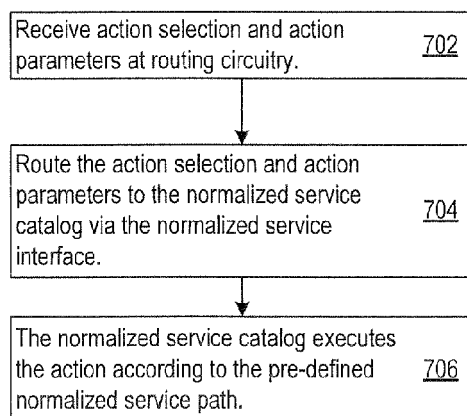 Receive action selection and action
parameters at routing circuitry.
702
Route the action selection and action
parameters to the normalized service
catalog via the normalized service
interface.
704
The normalized service catalog executes
the action according to the pre-defined
normalized service path.
706